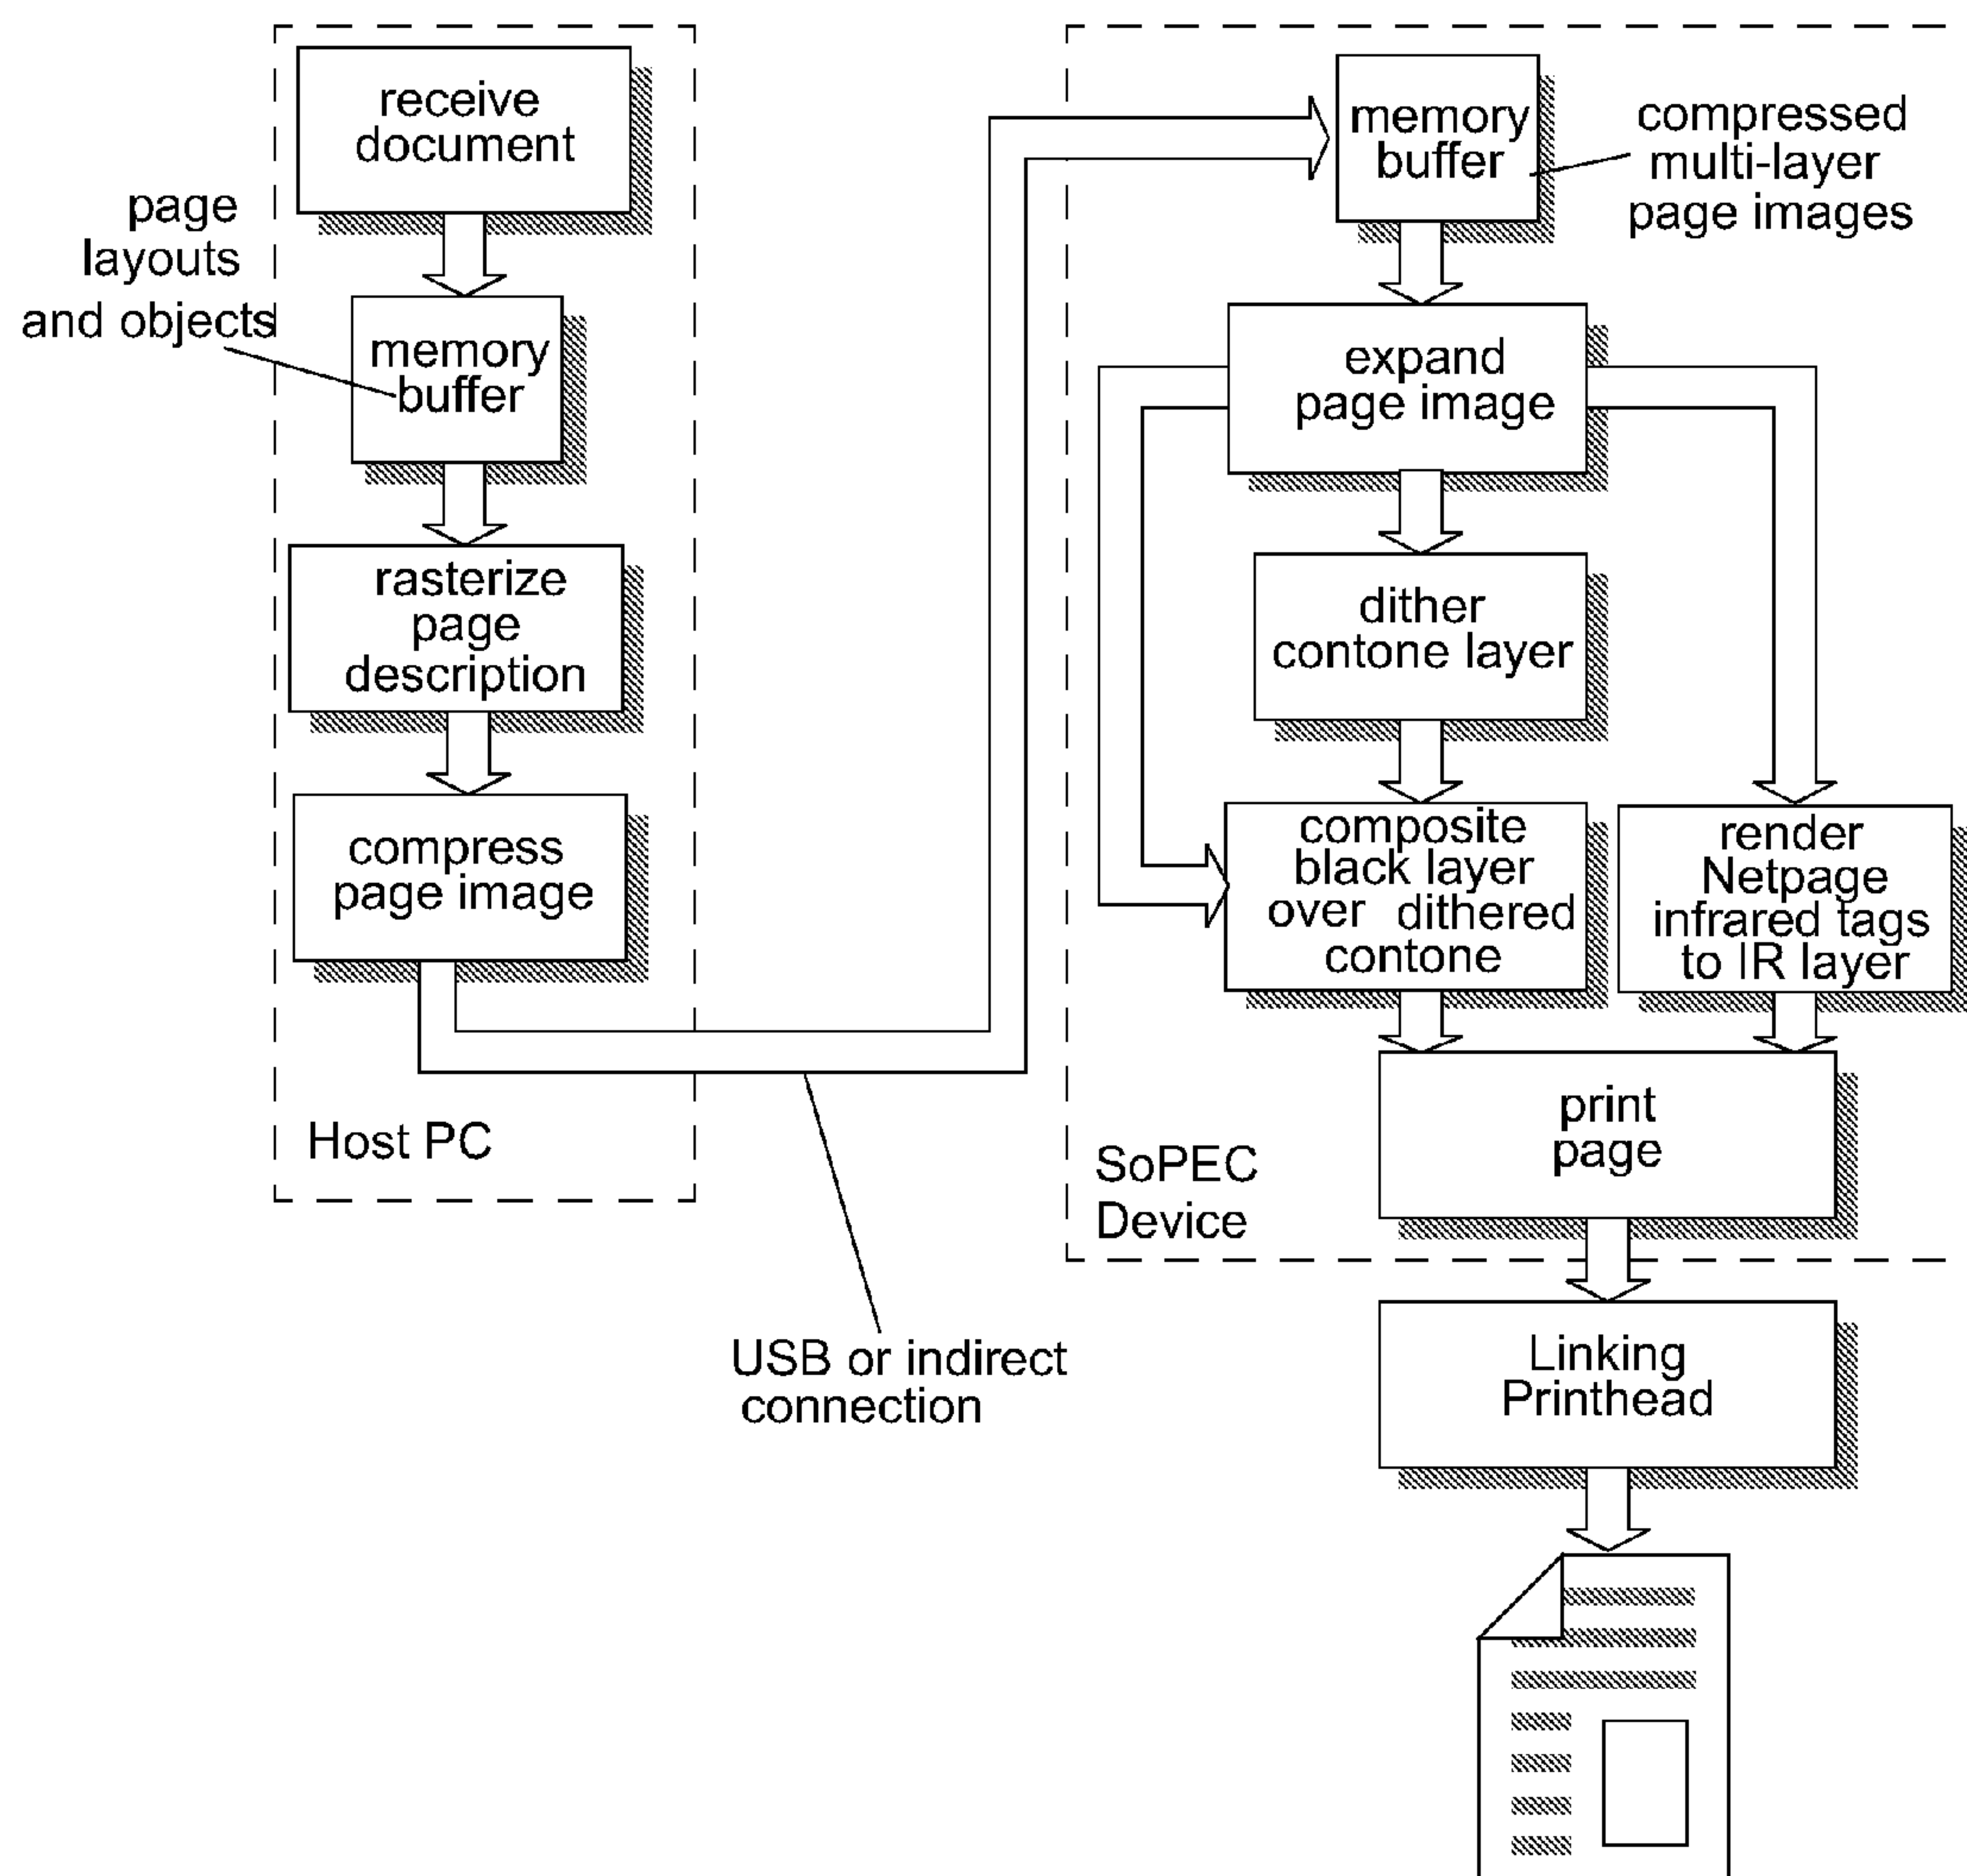 receive
document
page
layouts
and objects
memory
buffer
rasterize
page
description
compress
page image
Host PC
USB or indirect
connection
memory
buffer
compressed
multi-layer
page images
expand
page image
dither
contone layer
composite
black layer
over dithered
contone
render
Netpage
infrared tags
to IR layer
print
page
SoPEC
Device
Linking
Printhead